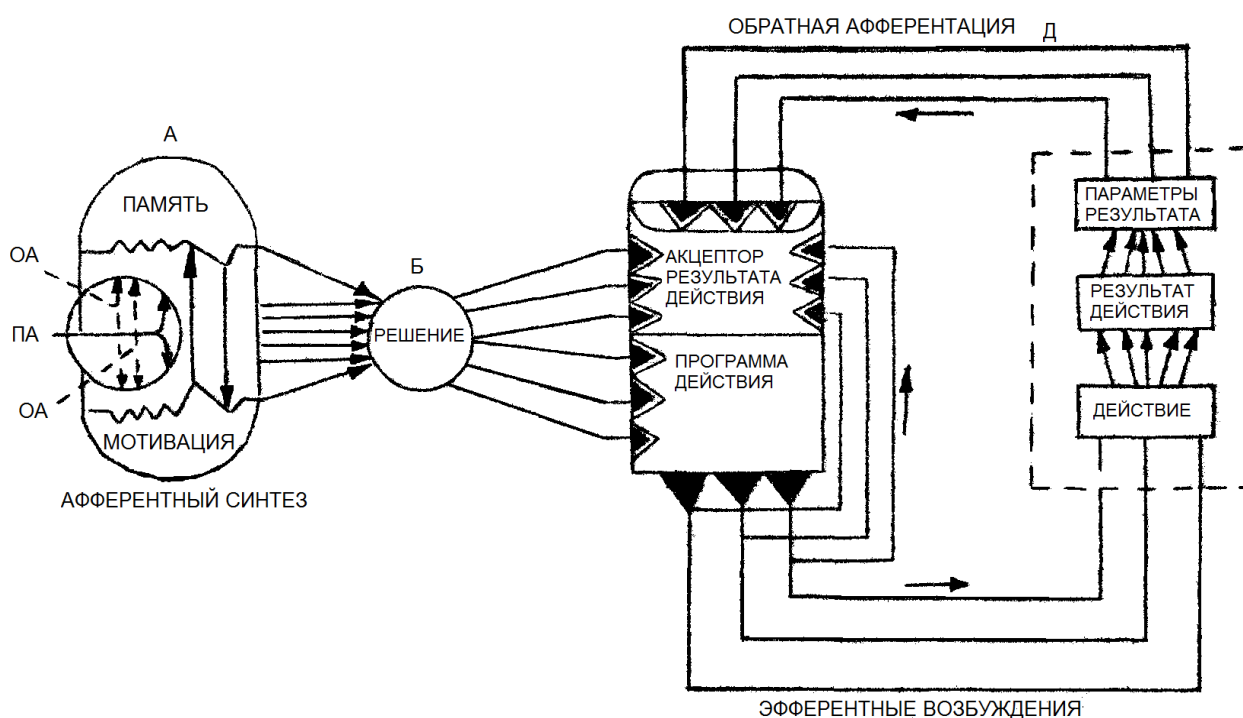 ОБРАТНАЯ АФФЕРЕНТАЦИЯ Д
А
ПАМЯТЬ
ОА
ПА
ОА
МОТИВАЦИЯ
АФФЕРЕНТНЫЙ СИНТЕЗ
Б
РЕШЕНИЕ
АКЦЕПТОР
РЕЗУЛЬТАТА
ДЕЙСТВИЯ
ПРОГРАММА
ДЕЙСТВИЯ
ПАРАМЕТРЫ
РЕЗУЛЬТАТА
РЕЗУЛЬТАТ
ДЕЙСТВИЯ
ДЕЙСТВИЕ
ЭФФЕРЕНТНЫЕ ВОЗБУЖДЕНИЯ